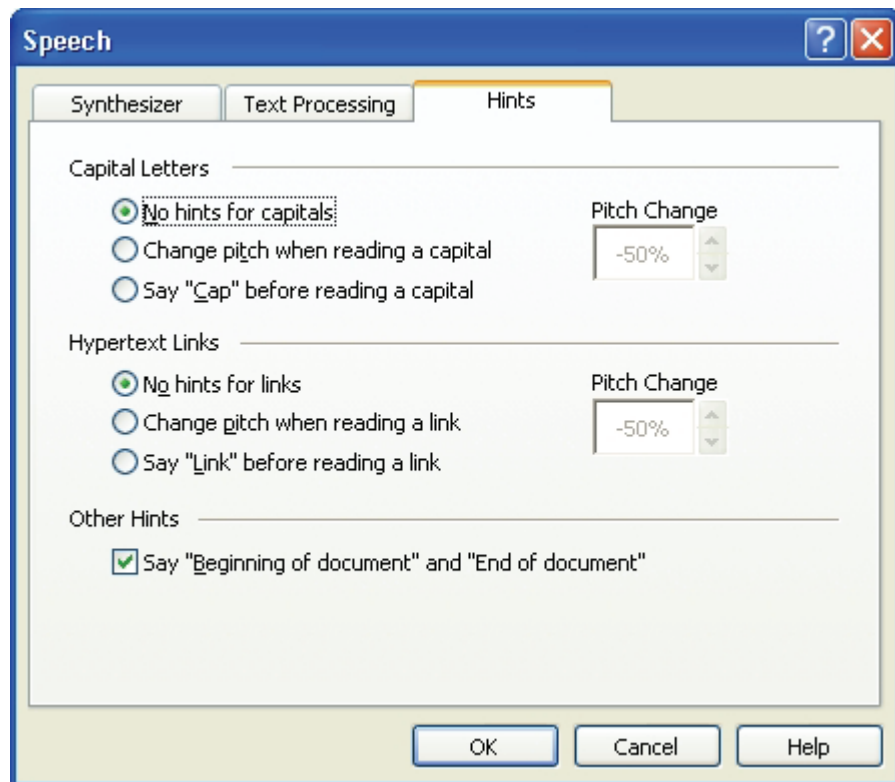 Speech
Synthesizer Text Processing Hints
Capital Letters
No hints for capitals Pitch Change
Change pitch when reading a capital -50%
Say "Cap" before reading a capital
Hypertext Links
No hints for links Pitch Change
Change pitch when reading a link -50%
Say "Link" before reading a link
Other Hints
Say "Beginning of document" and "End of document"
OK Cancel Help